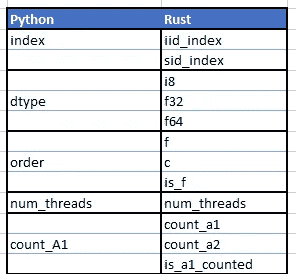 Python Rust
index iid_index
sid_index
i8
dtype f32
f64
f
order c
is_f
num_threads num_threads
count_a1
count_A1 count_a2
is_a1_counted